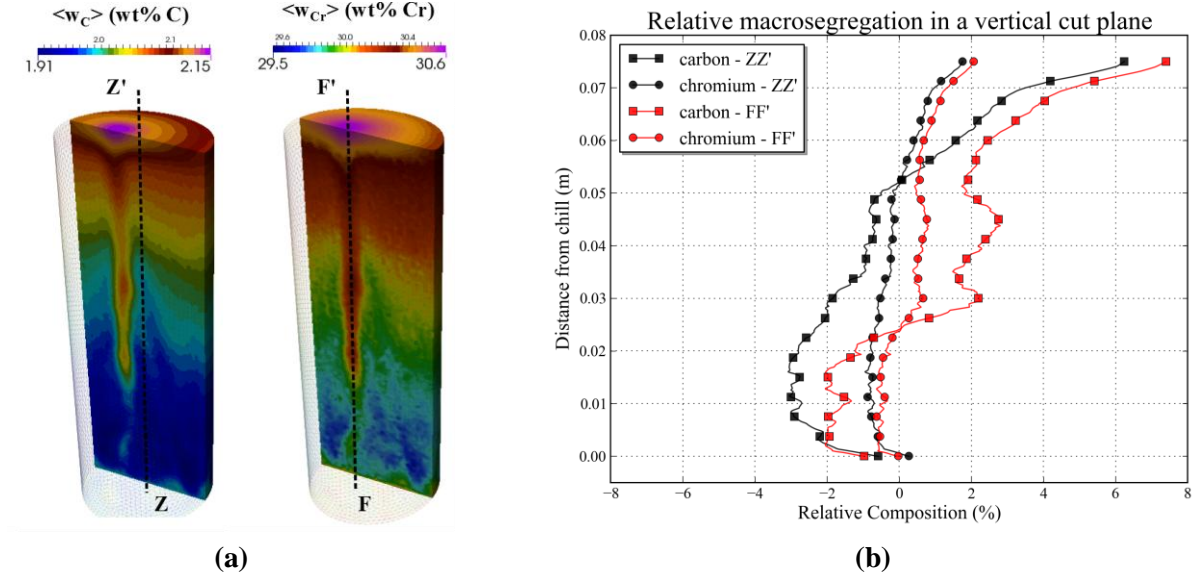 <w_C> (wt% C)
2.0 2.1
1.91 2.15
<w_Cr> (wt% Cr)
29.6 30.0 30.4
29.5 30.6
Z'
F'
Z
F
(a)
Relative macrosegregation in a vertical cut plane
carbon - ZZ'
chromium - ZZ'
carbon - FF'
chromium - FF'
Distance from chill (m)
0.08
0.07
0.06
0.05
0.04
0.03
0.02
0.01
0.00
−8 −6 −4 −2 0 2 4 6 8
Relative Composition (%)
(b)